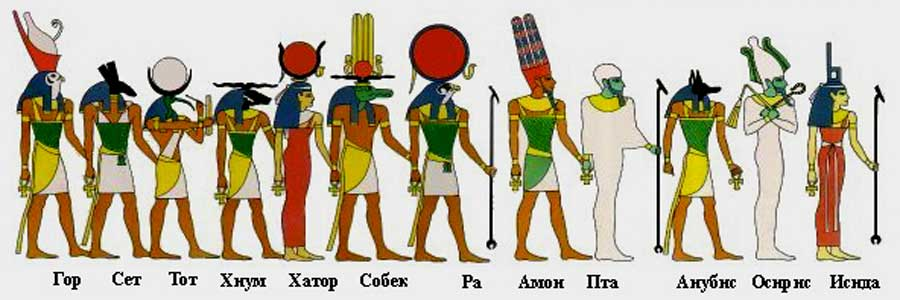 Гор Сет Тот Хнум Хатор Собек Ра Амон Пта Анубис Осирис Исида